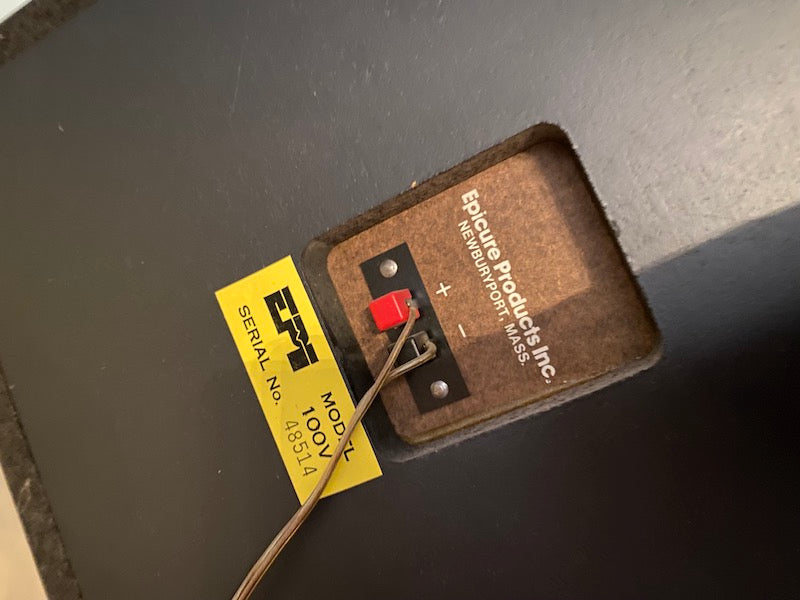 Epicure Products Inc.
NEWBURYPORT, MASS.
+
−
EPI
MODEL
100V
SERIAL No. 48514